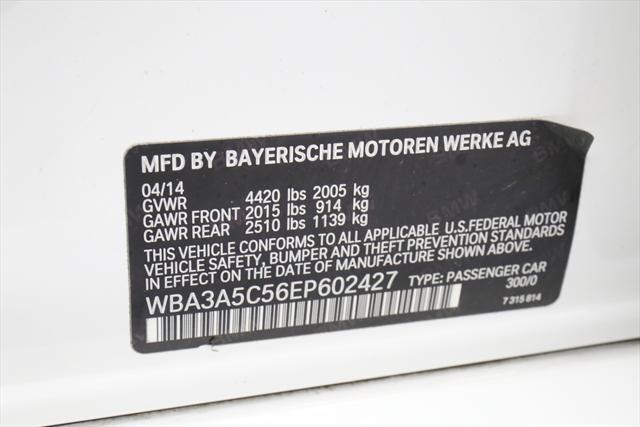 MFD BY BAYERISCHE MOTOREN WERKE AG
04/14
GVWR 4420 lbs 2005 kg
GAWR FRONT 2015 lbs 914 kg
GAWR REAR 2510 lbs 1139 kg
THIS VEHICLE CONFORMS TO ALL APPLICABLE U.S.FEDERAL MOTOR
VEHICLE SAFETY, BUMPER, AND THEFT PREVENTION STANDARDS
IN EFFECT ON THE DATE OF MANUFACTURE SHOWN ABOVE.
WBA3A5C56EP602427 TYPE: PASSENGER CAR
300/0
7 315 814